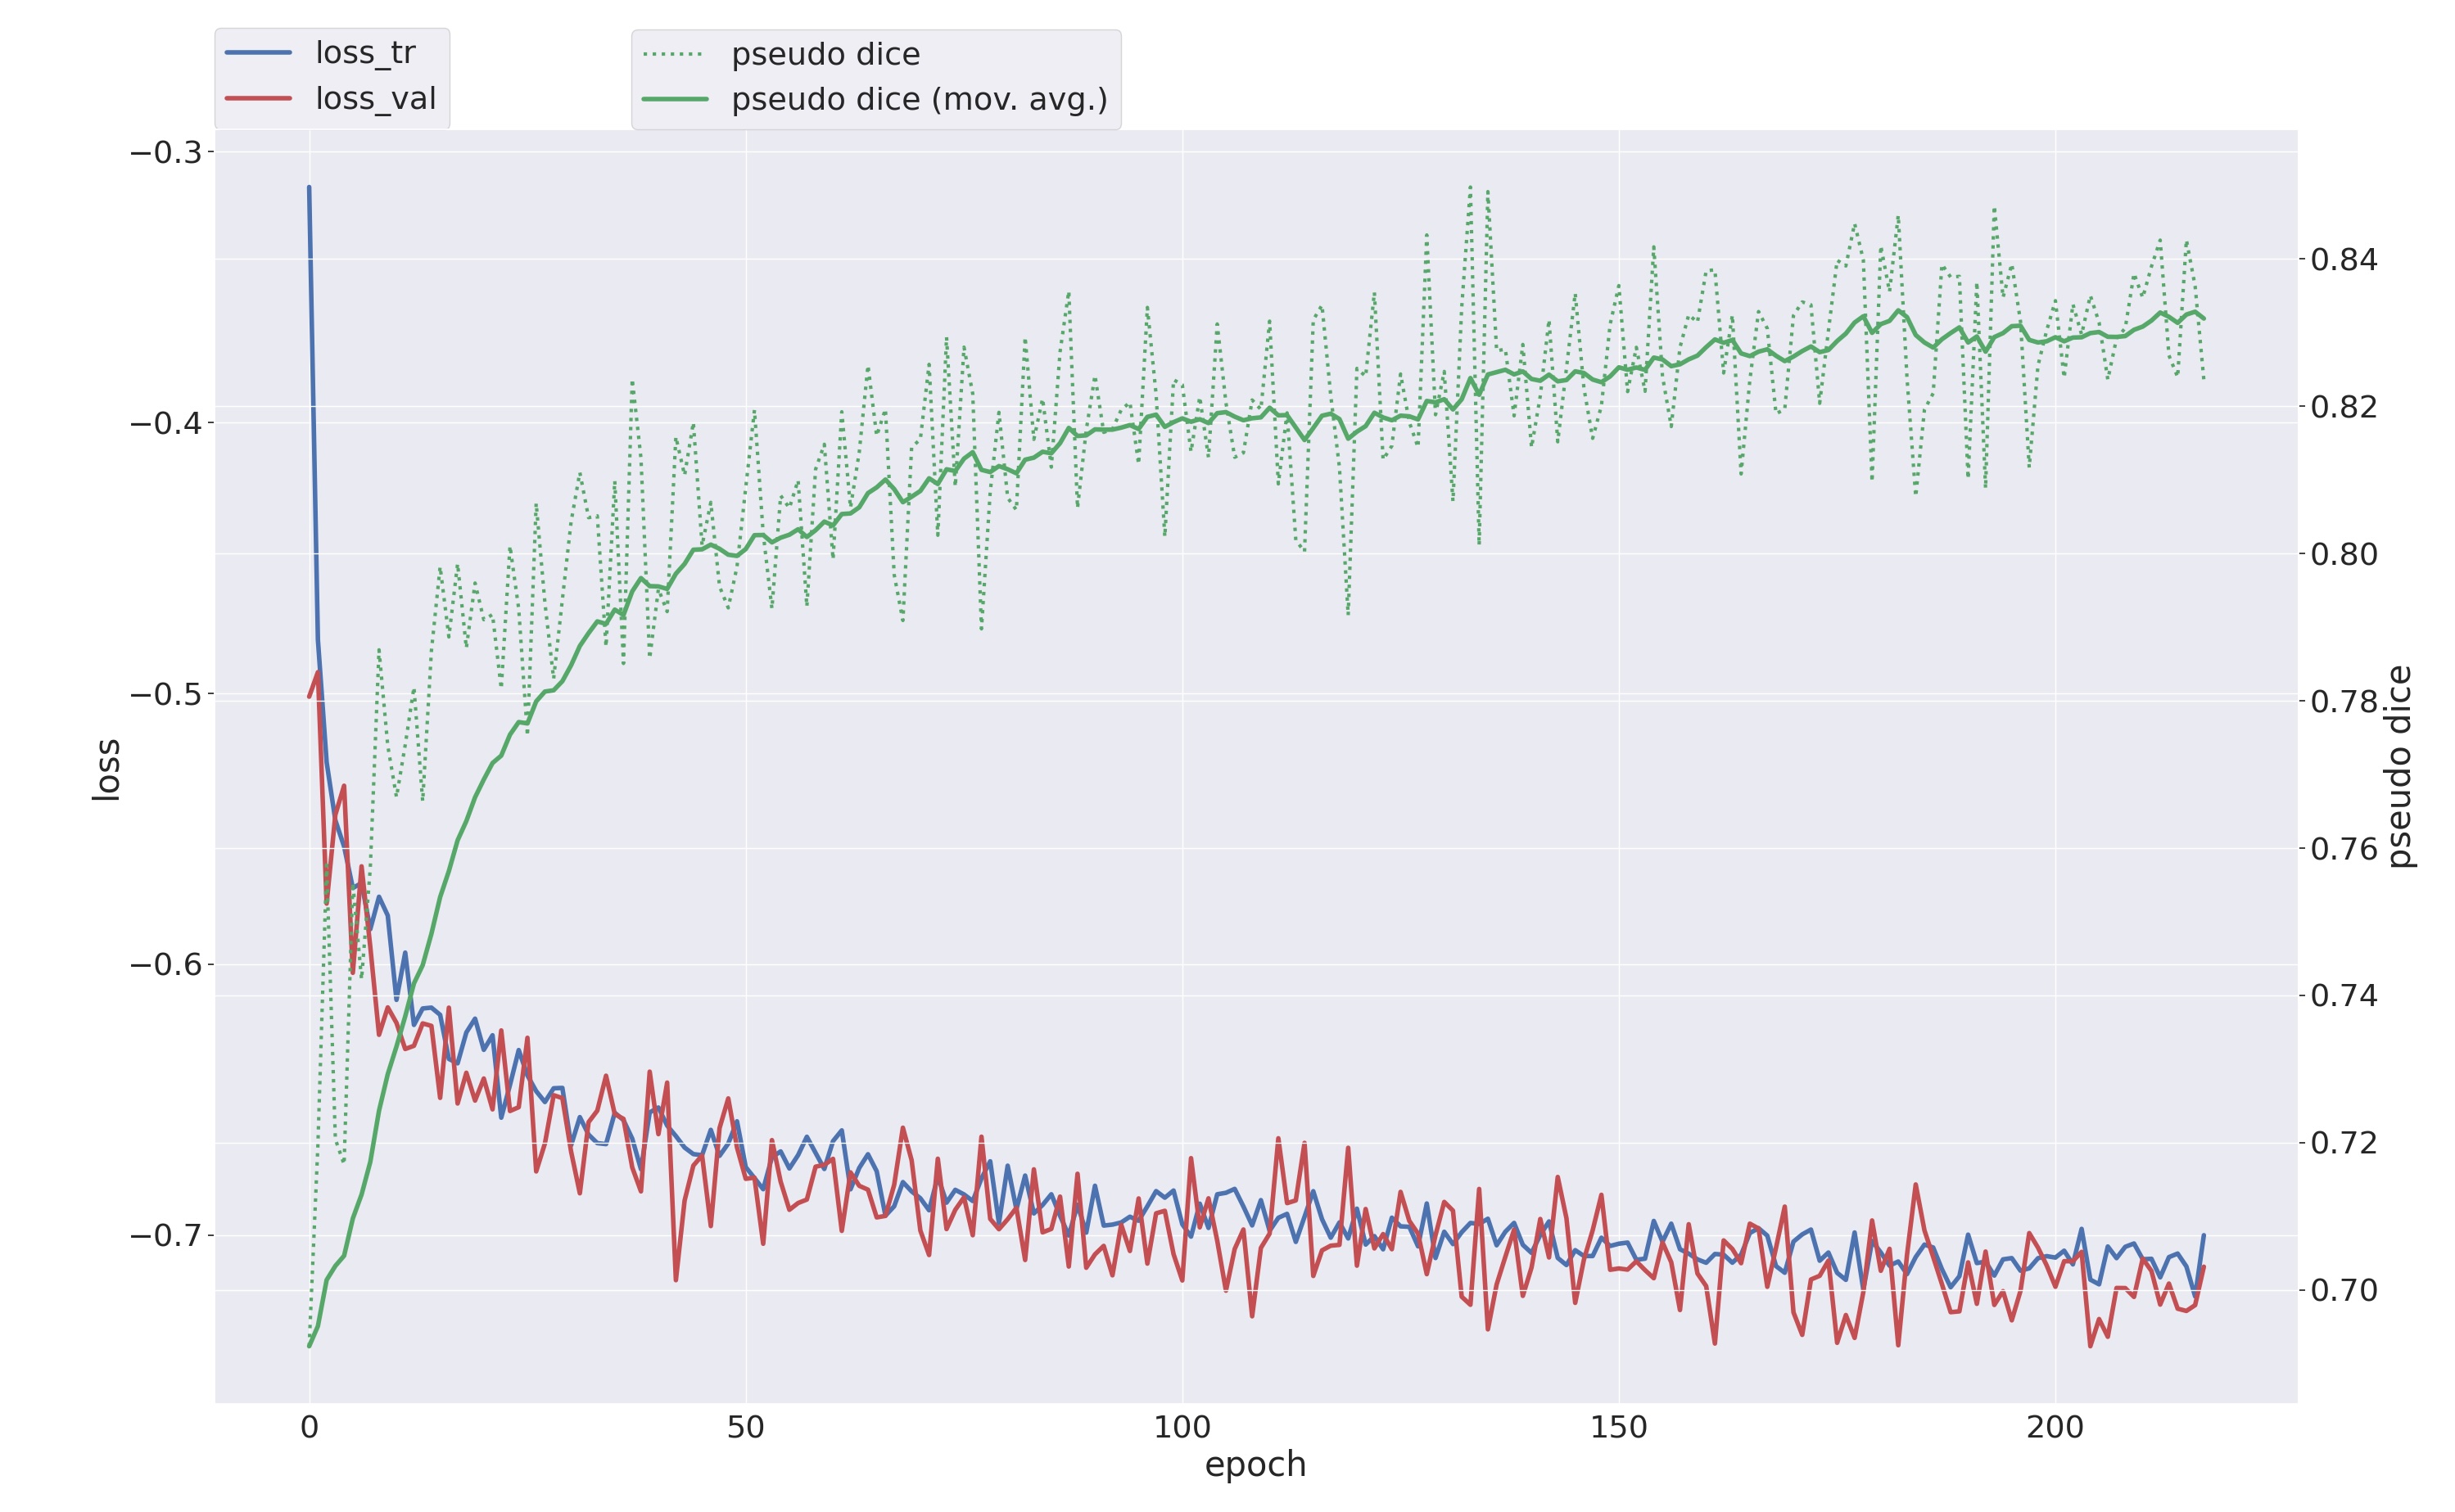 loss_tr
loss_val
pseudo dice
pseudo dice (mov. avg.)
−0.3
−0.4
−0.5
−0.6
−0.7
loss
0.84
0.82
0.80
0.78
0.76
0.74
0.72
0.70
pseudo dice
0
50
100
150
200
epoch